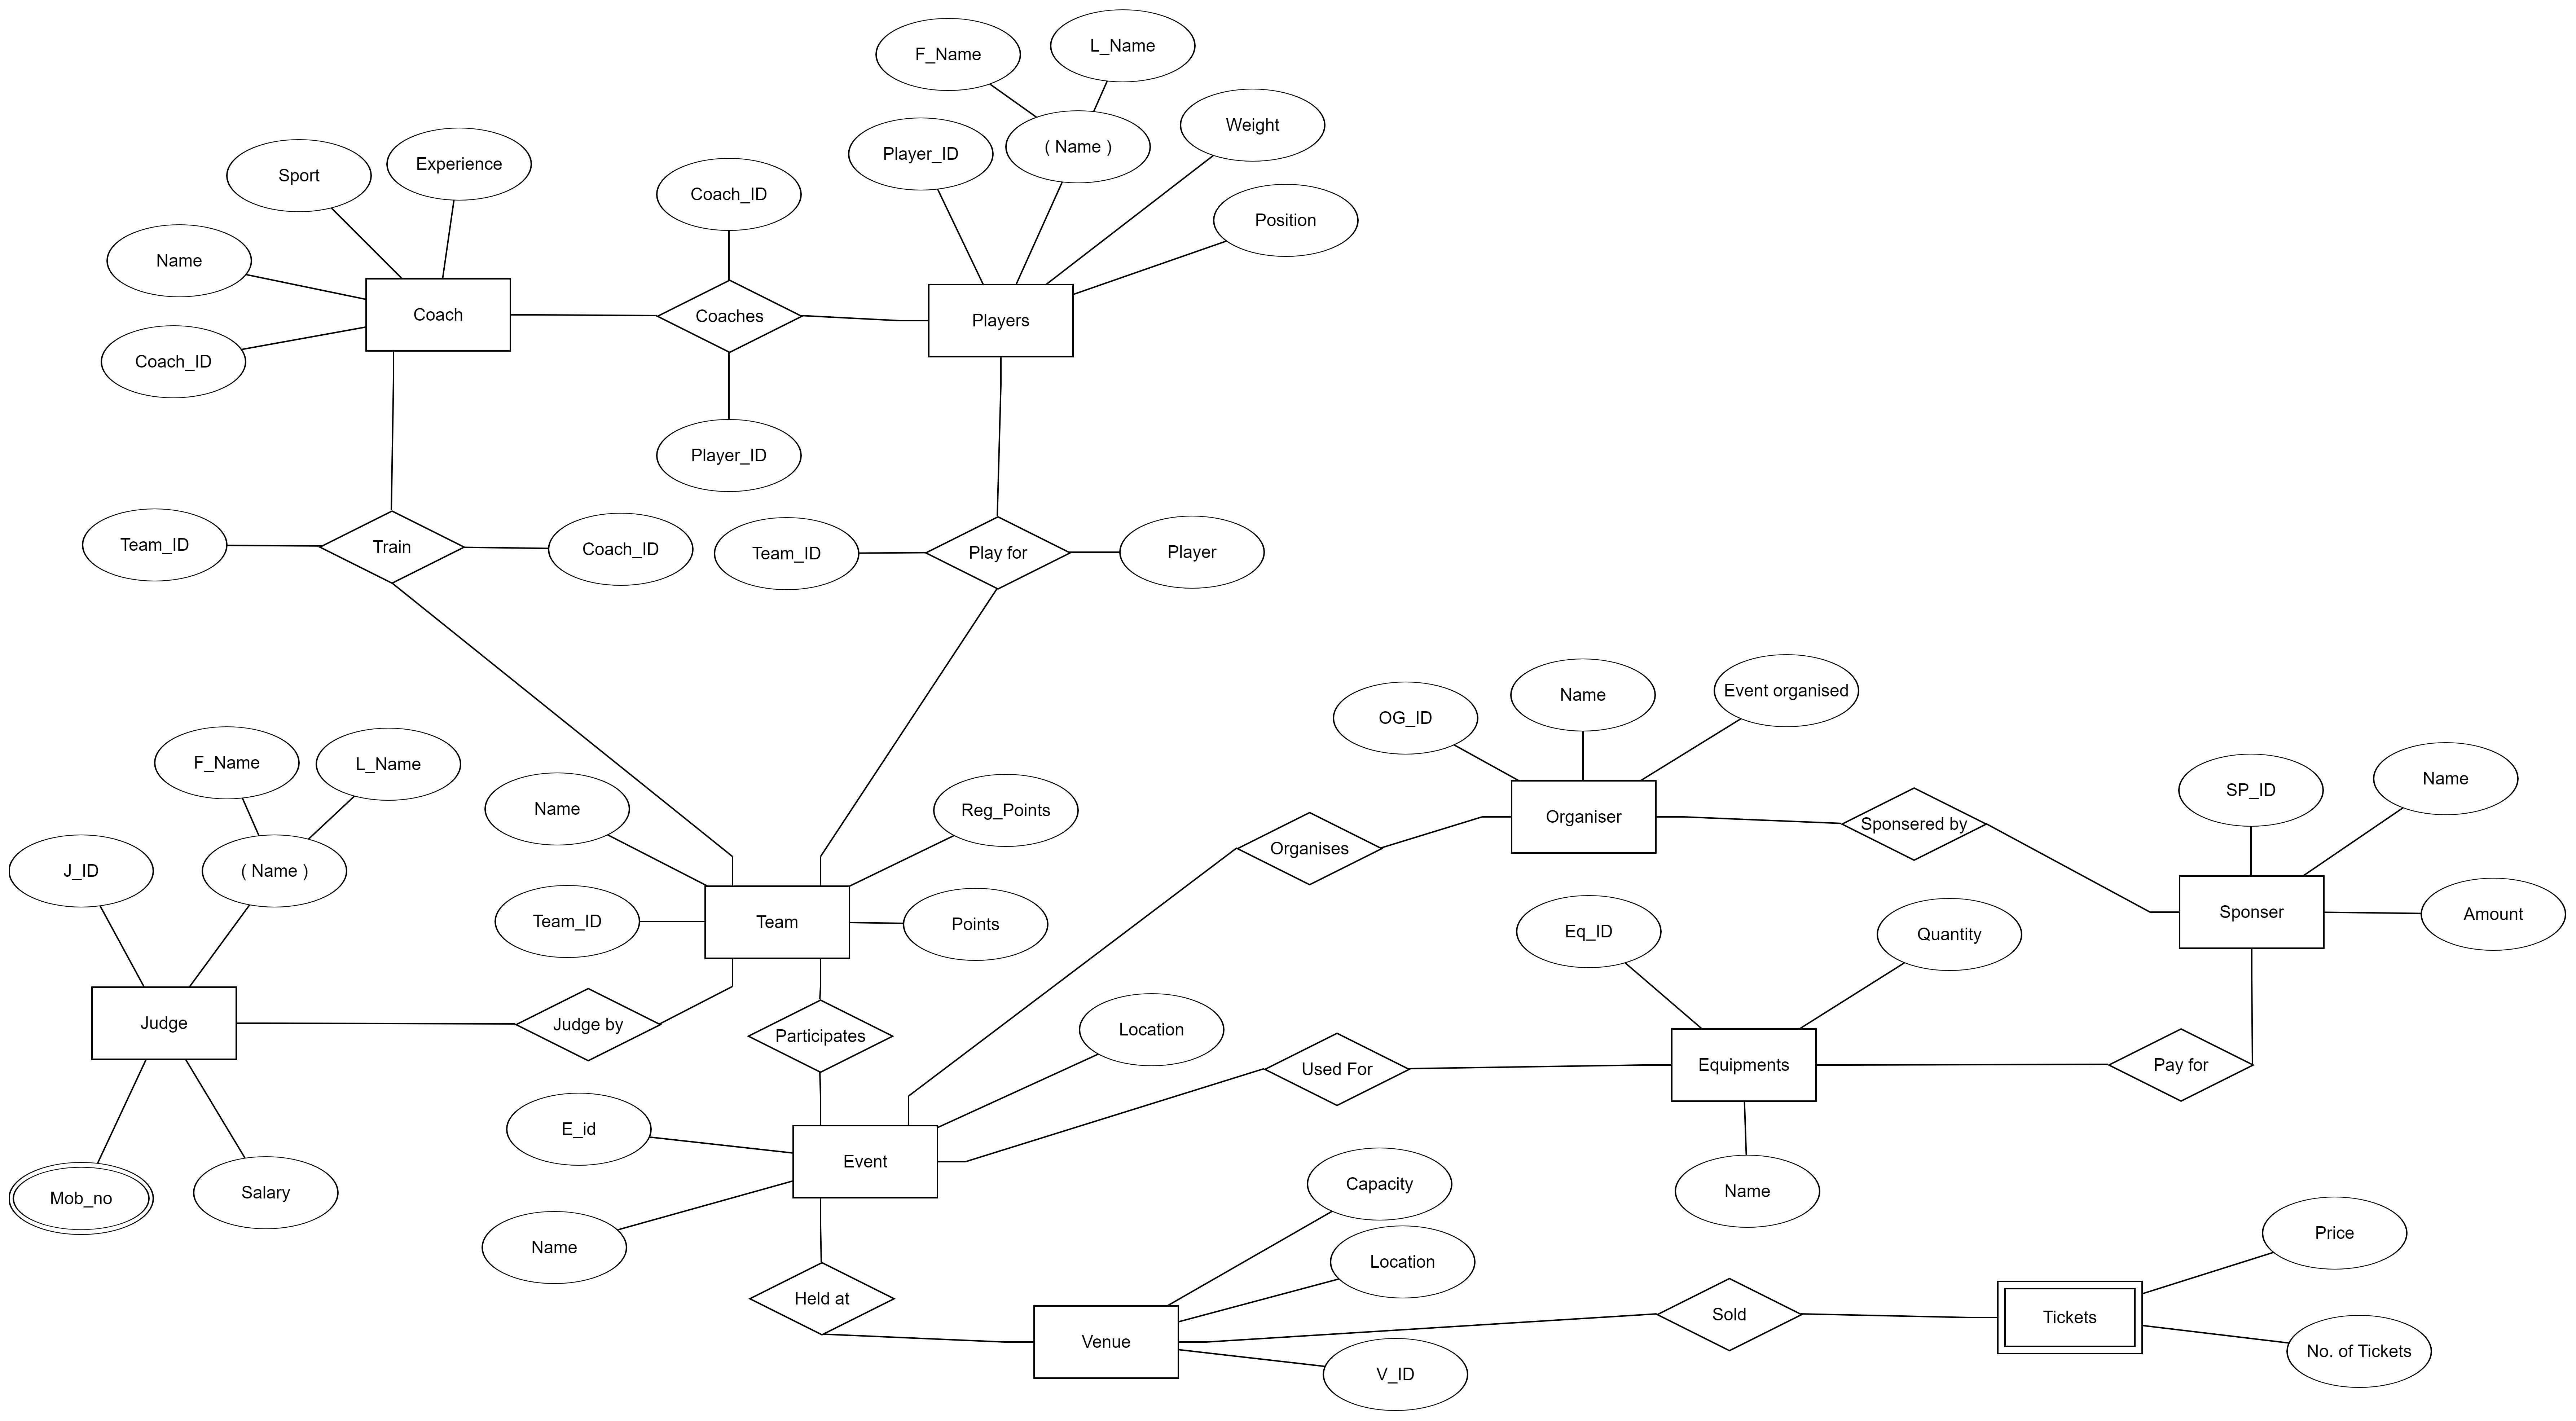 F_Name
L_Name
Player_ID
( Name )
Weight
Position
Sport
Experience
Name
Coach_ID
Coach
Coach_ID
Coaches
Player_ID
Players
Team_ID
Train
Coach_ID
Team_ID
Play for
Player
F_Name
L_Name
J_ID
( Name )
Judge
Mob_no
Salary
Judge by
Name
Reg_Points
Team_ID
Team
Points
Participates
OG_ID
Name
Event organised
Organises
Organiser
Sponsered by
SP_ID
Name
Sponser
Amount
Eq_ID
Quantity
Location
Used For
Equipments
Pay for
Name
E_id
Event
Name
Held at
Capacity
Location
Venue
V_ID
Sold
Tickets
Price
No. of Tickets